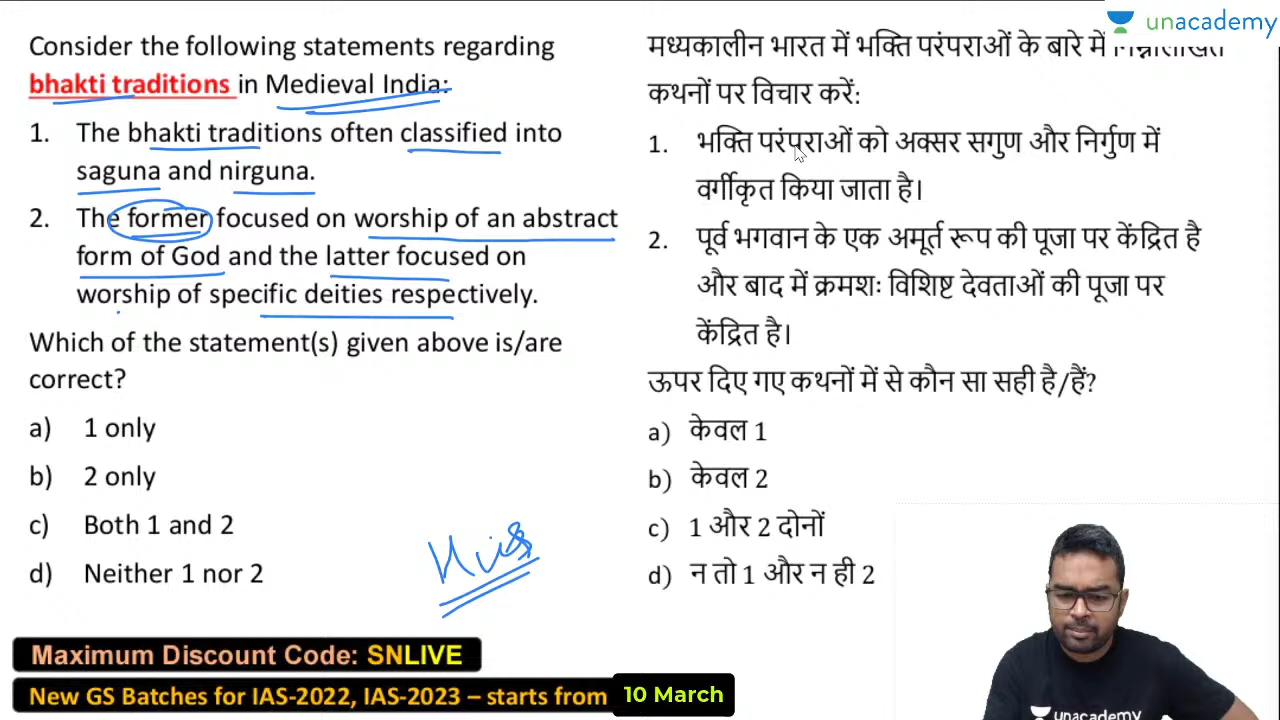 unacademy
Consider the following statements regarding
bhakti traditions in Medieval India:
1. The bhakti traditions often classified into
saguna and nirguna.
2. The former focused on worship of an abstract
form of God and the latter focused on
worship of specific deities respectively.
Which of the statement(s) given above is/are
correct?
a) 1 only
b) 2 only
c) Both 1 and 2
d) Neither 1 nor 2
मध्यकालीन भारत में भक्ति परंपराओं के बारे में निम्नलिखित
कथनों पर विचार करें:
1. भक्ति परंपराओं को अक्सर सगुण और निर्गुण में
वर्गीकृत किया जाता है।
2. पूर्व भगवान के एक अमूर्त रूप की पूजा पर केंद्रित है
और बाद में क्रमशः विशिष्ट देवताओं की पूजा पर
केंद्रित है।
ऊपर दिए गए कथनों में से कौन सा सही है/हैं?
a) केवल 1
b) केवल 2
c) 1 और 2 दोनों
d) न तो 1 और न ही 2
Maximum Discount Code: SNLIVE
New GS Batches for IAS-2022, IAS-2023 – starts from 10 March
unacademy